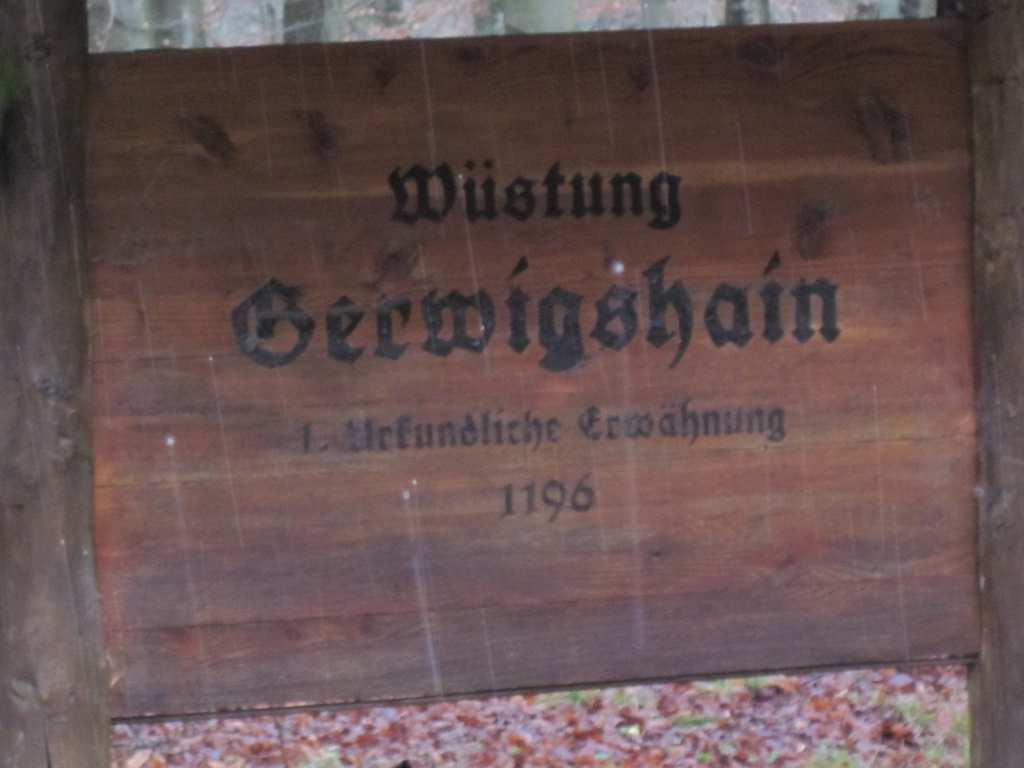 Wüstung
Gerwigshain
1. Urkundliche Erwähnung
1196